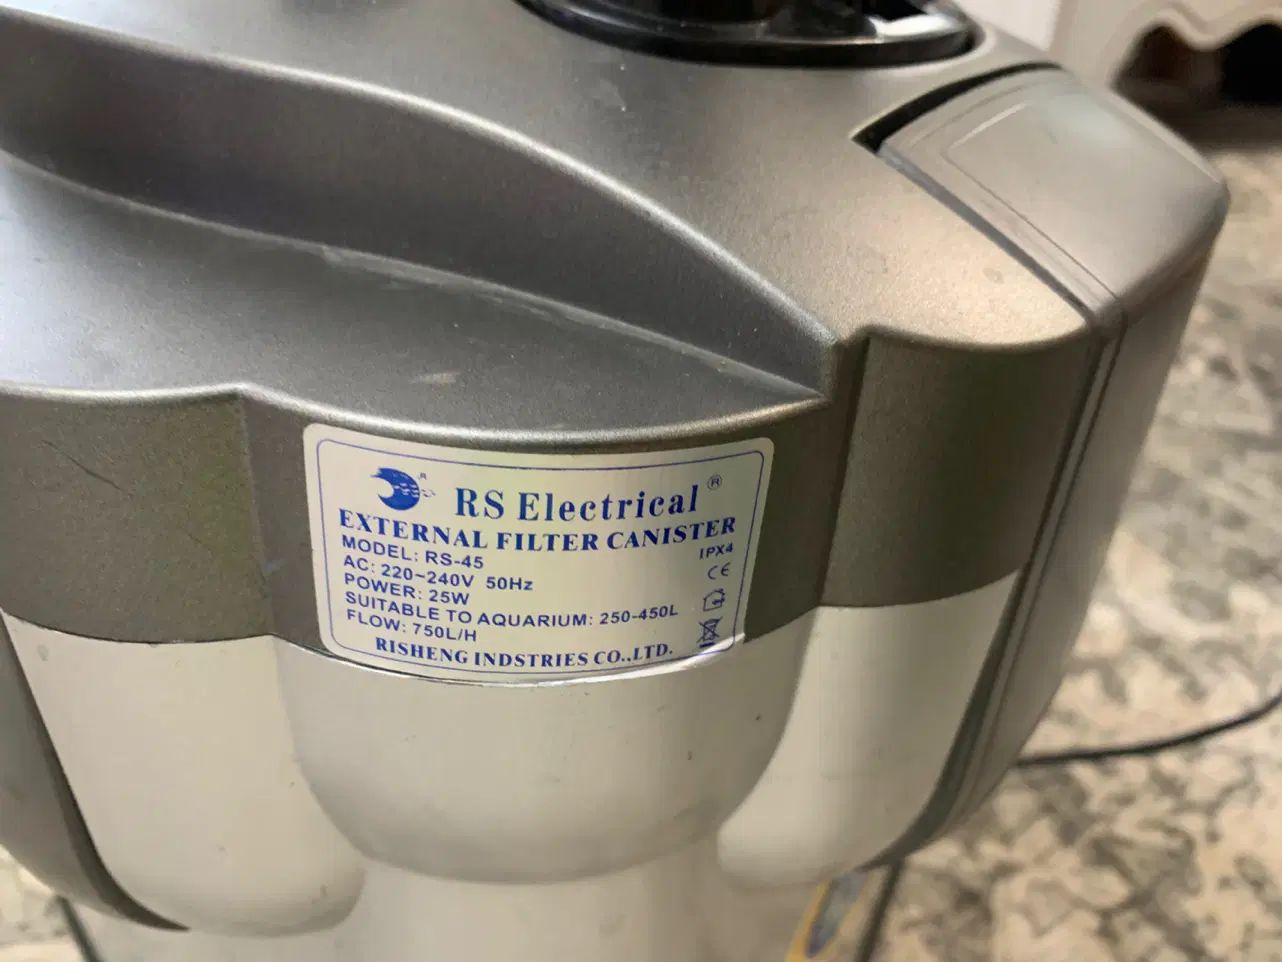 RS Electrical ®
EXTERNAL FILTER CANISTER
MODEL: RS-45 IPX4
AC: 220~240V 50Hz CE
POWER: 25W
SUITABLE TO AQUARIUM: 250-450L
FLOW: 750L/H
RISHENG INDSTRIES CO.,LTD.